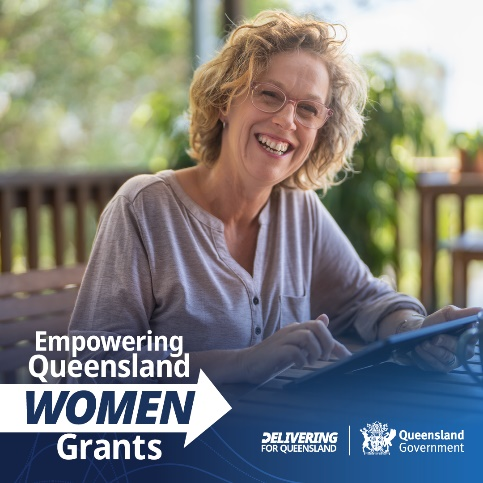 Empowering
Queensland
WOMEN
Grants
DELIVERING
FOR QUEENSLAND
Queensland
Government